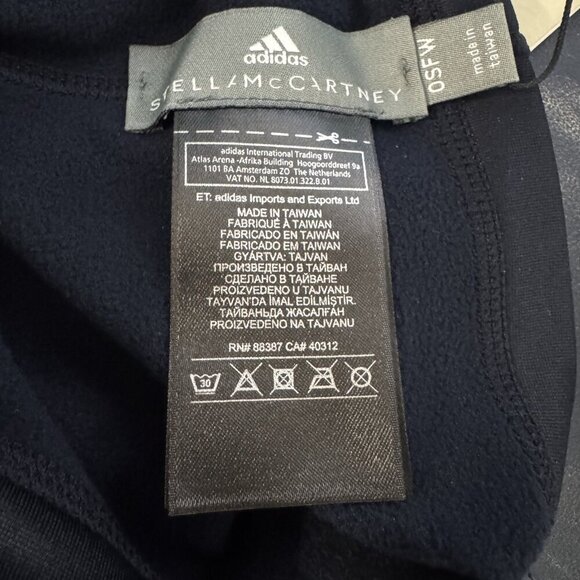 adidas
STELLAMcCARTNEY
OSFW
made in
taiwan
adidas International Trading BV
Atlas Arena -Afrika Building Hoogoorddreef 9a
1101 BA Amsterdam ZO The Netherlands
VAT NO. NL 8073.01.322.B.01
ET: adidas Imports and Exports Ltd
MADE IN TAIWAN
FABRIQUÉ À TAIWAN
FABRICADO EN TAIWÁN
FABRICADO EM TAIWAN
GYÁRTVA: TAJVAN
ПРОИЗВЕДЕНО В ТАЙВАН
СДЕЛАНО В ТАЙВАНЕ
PROIZVEDENO U TAJVANU
TAYVAN'DA IMAL EDİLMİŞTİR.
ТАЙВАНЬДА ЖАСАЛҒАН
PROIZVEDENO NA TAJVANU
RN# 88387 CA# 40312
30